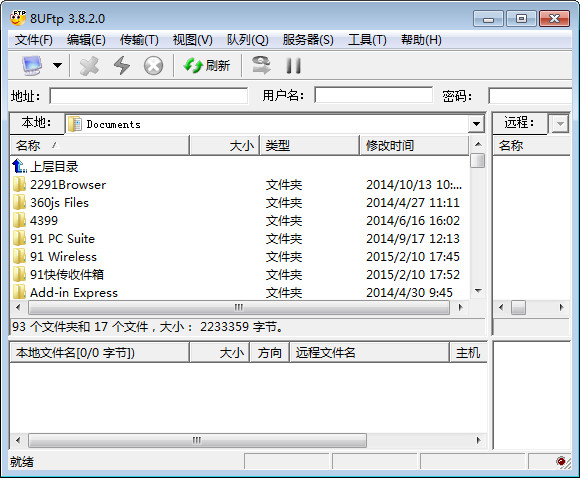 8UFtp 3.8.2.0
文件(F) 编辑(E) 传输(T) 视图(V) 队列(Q) 服务器(S) 工具(T) 帮助(H)
刷新
地址: 用户名: 密码:
本地: Documents 远程:
名称 大小 类型 修改时间 名称
上层目录
2291Browser 文件夹 2014/10/13 10:...
360js Files 文件夹 2014/4/27 11:11
4399 文件夹 2014/6/16 16:02
91 PC Suite 文件夹 2014/9/17 12:13
91 Wireless 文件夹 2015/2/10 17:45
91快传收件箱 文件夹 2015/2/10 17:52
Add-in Express 文件夹 2014/4/30 9:45
93 个文件夹和 17 个文件，大小： 2233359 字节。
本地文件名[0/0 字节]) 大小 方向 远程文件名 主机
就绪